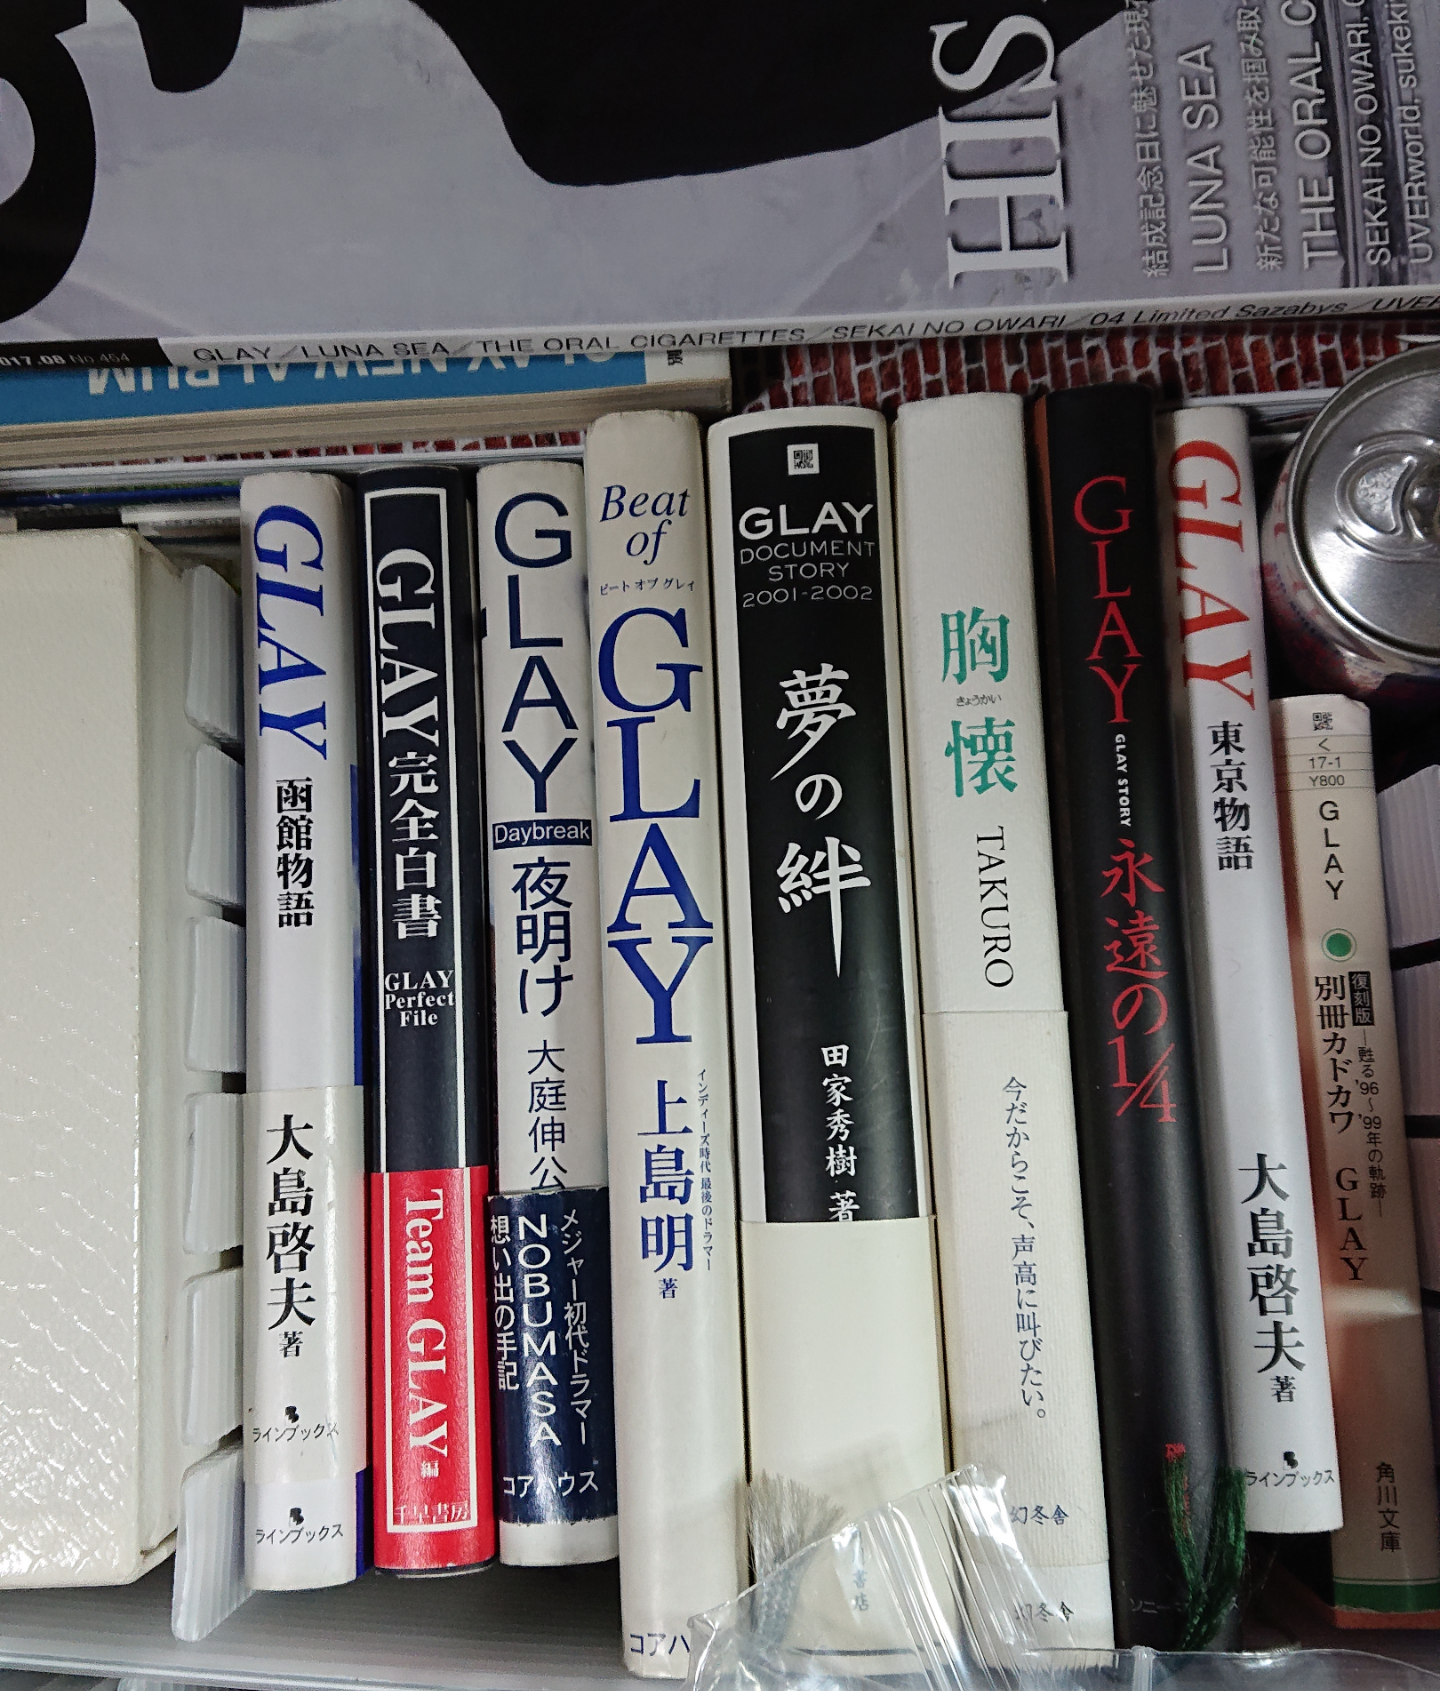 HIS
結成記念日に魅せた現
LUNA SEA
新たな可能性を掴み取
THE ORAL C
SEKAI NO OWARI,
UVERworld, sukeki
017.08 No.454
GLAY/LUNA SEA/THE ORAL CIGARETTES/SEKAI NO OWARI/04 Limited Sazabys/UVER
GLAY NEW ALBUM
GLAY
函館物語
大島啓夫 著
ラインブックス
ラインブックス
GLAY完全白書
GLAY
Perfect
File
Team GLAY 編
千早書房
GLAY
Daybreak
夜明け
大庭伸公
メジャー初代ドラマー
NOBUMASA
想い出の手記
コアハウス
Beat
of
ビート オブ グレイ
GLAY
インディーズ時代 最後のドラマー
上島明 著
コアハ
GLAY
DOCUMENT
STORY
2001-2002
夢の絆
田家秀樹 著
書店
胸懐
きょうかい
TAKURO
今だからこそ、声高に叫びたい。
幻冬舎
幻冬舎
GLAY
GLAY STORY
永遠の1/4
ソニー
GLAY
東京物語
大島啓夫 著
ラインブックス
く
17-1
Y800
GLAY
復刻版
別冊カドカワ GLAY
―甦る'96~'99年の軌跡―
角川文庫